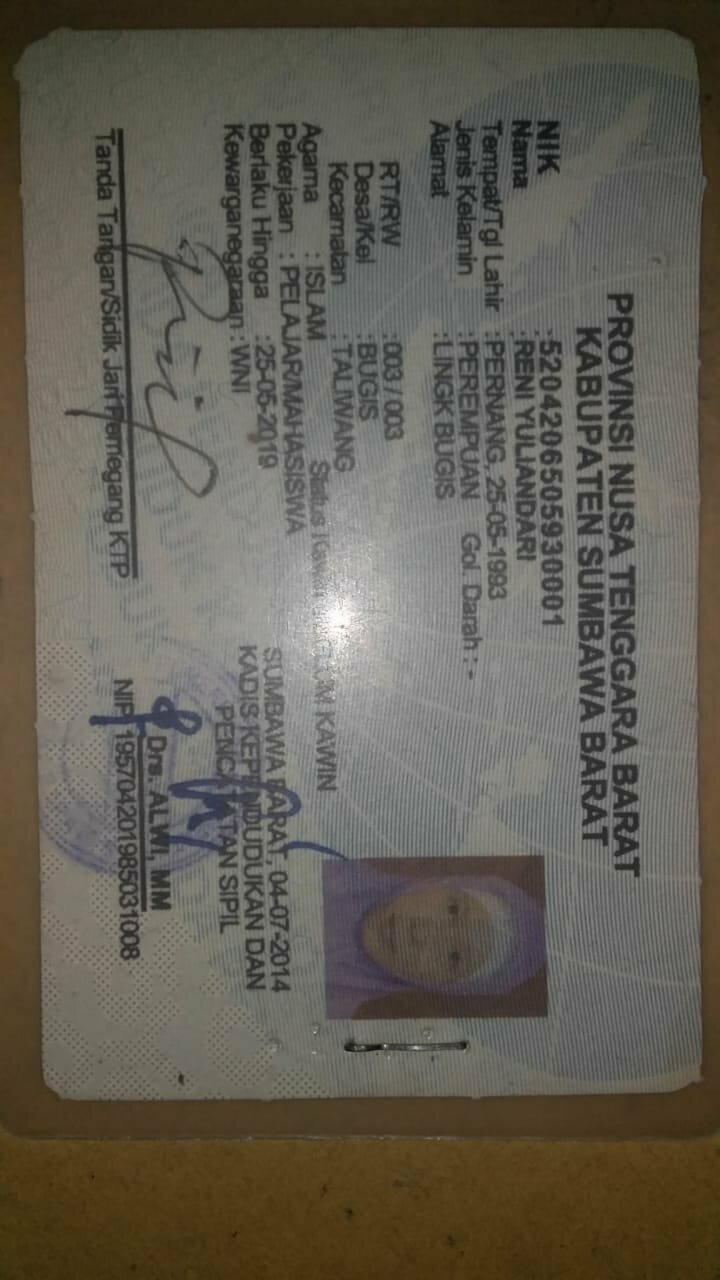 PROVINSI NUSA TENGGARA BARAT
KABUPATEN SUMBAWA BARAT
NIK : 5204206505930001
Nama : RENI YULIANDARI
Tempat/Tgl Lahir : PERNANG, 25-05-1993
Jenis Kelamin : PEREMPUAN Gol. Darah : -
Alamat : LINGK BUGIS
RT/RW : 003 / 003
Desa/Kel : BUGIS
Kecamatan : TALIWANG
Agama : ISLAM Status KAWIN
Pekerjaan : PELAJAR/MAHASISWA
Berlaku Hingga : 25-05-2019
Kewarganegaraan : WNI
SUMBAWA BARAT, 04-07-2014
KADIS KEPENDUDUKAN DAN
PENCATATAN SIPIL
Drs. ALWI, MM
NIP. 195704201985031008
Tanda Tangan/Sidik Jari Pemegang KTP